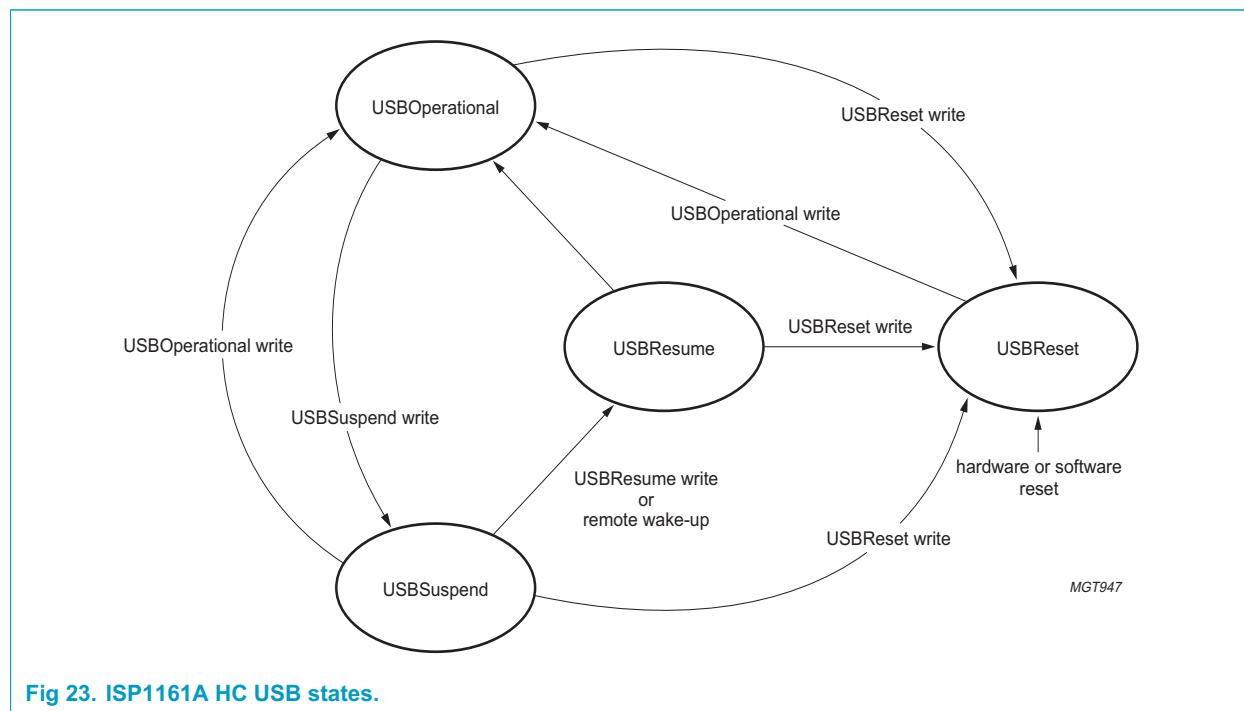 USBOperational
USBReset write
USBOperational write
USBReset write
USBResume
USBReset
USBOperational write
USBSuspend write
hardware or software
reset
USBResume write
or
remote wake-up
USBReset write
USBSuspend
MGT947
Fig 23. ISP1161A HC USB states.